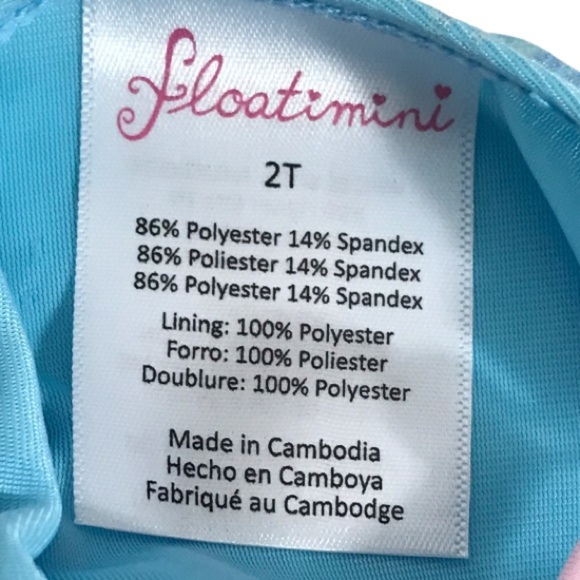 floatimini
2T
86% Polyester 14% Spandex
86% Poliester 14% Spandex
86% Polyester 14% Spandex
Lining: 100% Polyester
Forro: 100% Poliester
Doublure: 100% Polyester
Made in Cambodia
Hecho en Camboya
Fabriqué au Cambodge